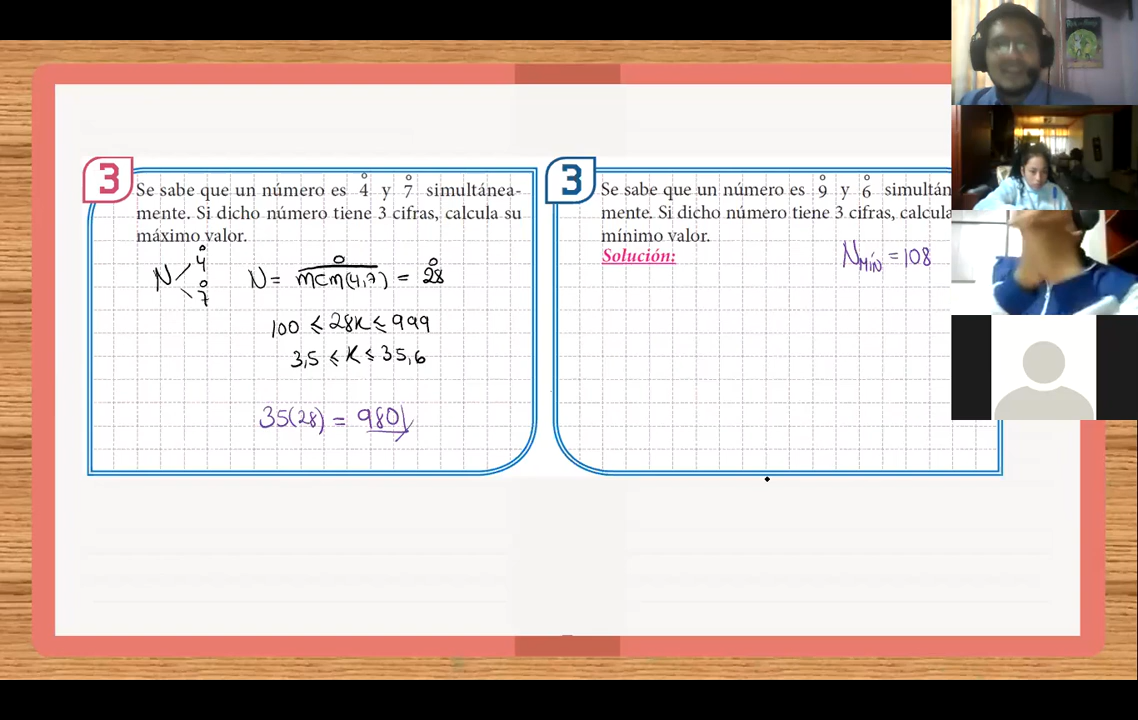 3
Se sabe que un número es 4̊ y 7̊ simultánea-
mente. Si dicho número tiene 3 cifras, calcula su
máximo valor.
N 4̊ 7̊
N = mcm(4,7)° = 28̊
100 ≤ 28K ≤ 999
3,5 ≤ K ≤ 35,6
35(28) = 980
3
Se sabe que un número es 9̊ y 6̊ simultán
mente. Si dicho número tiene 3 cifras, calcula
mínimo valor.
Solución:
NMÍN = 108